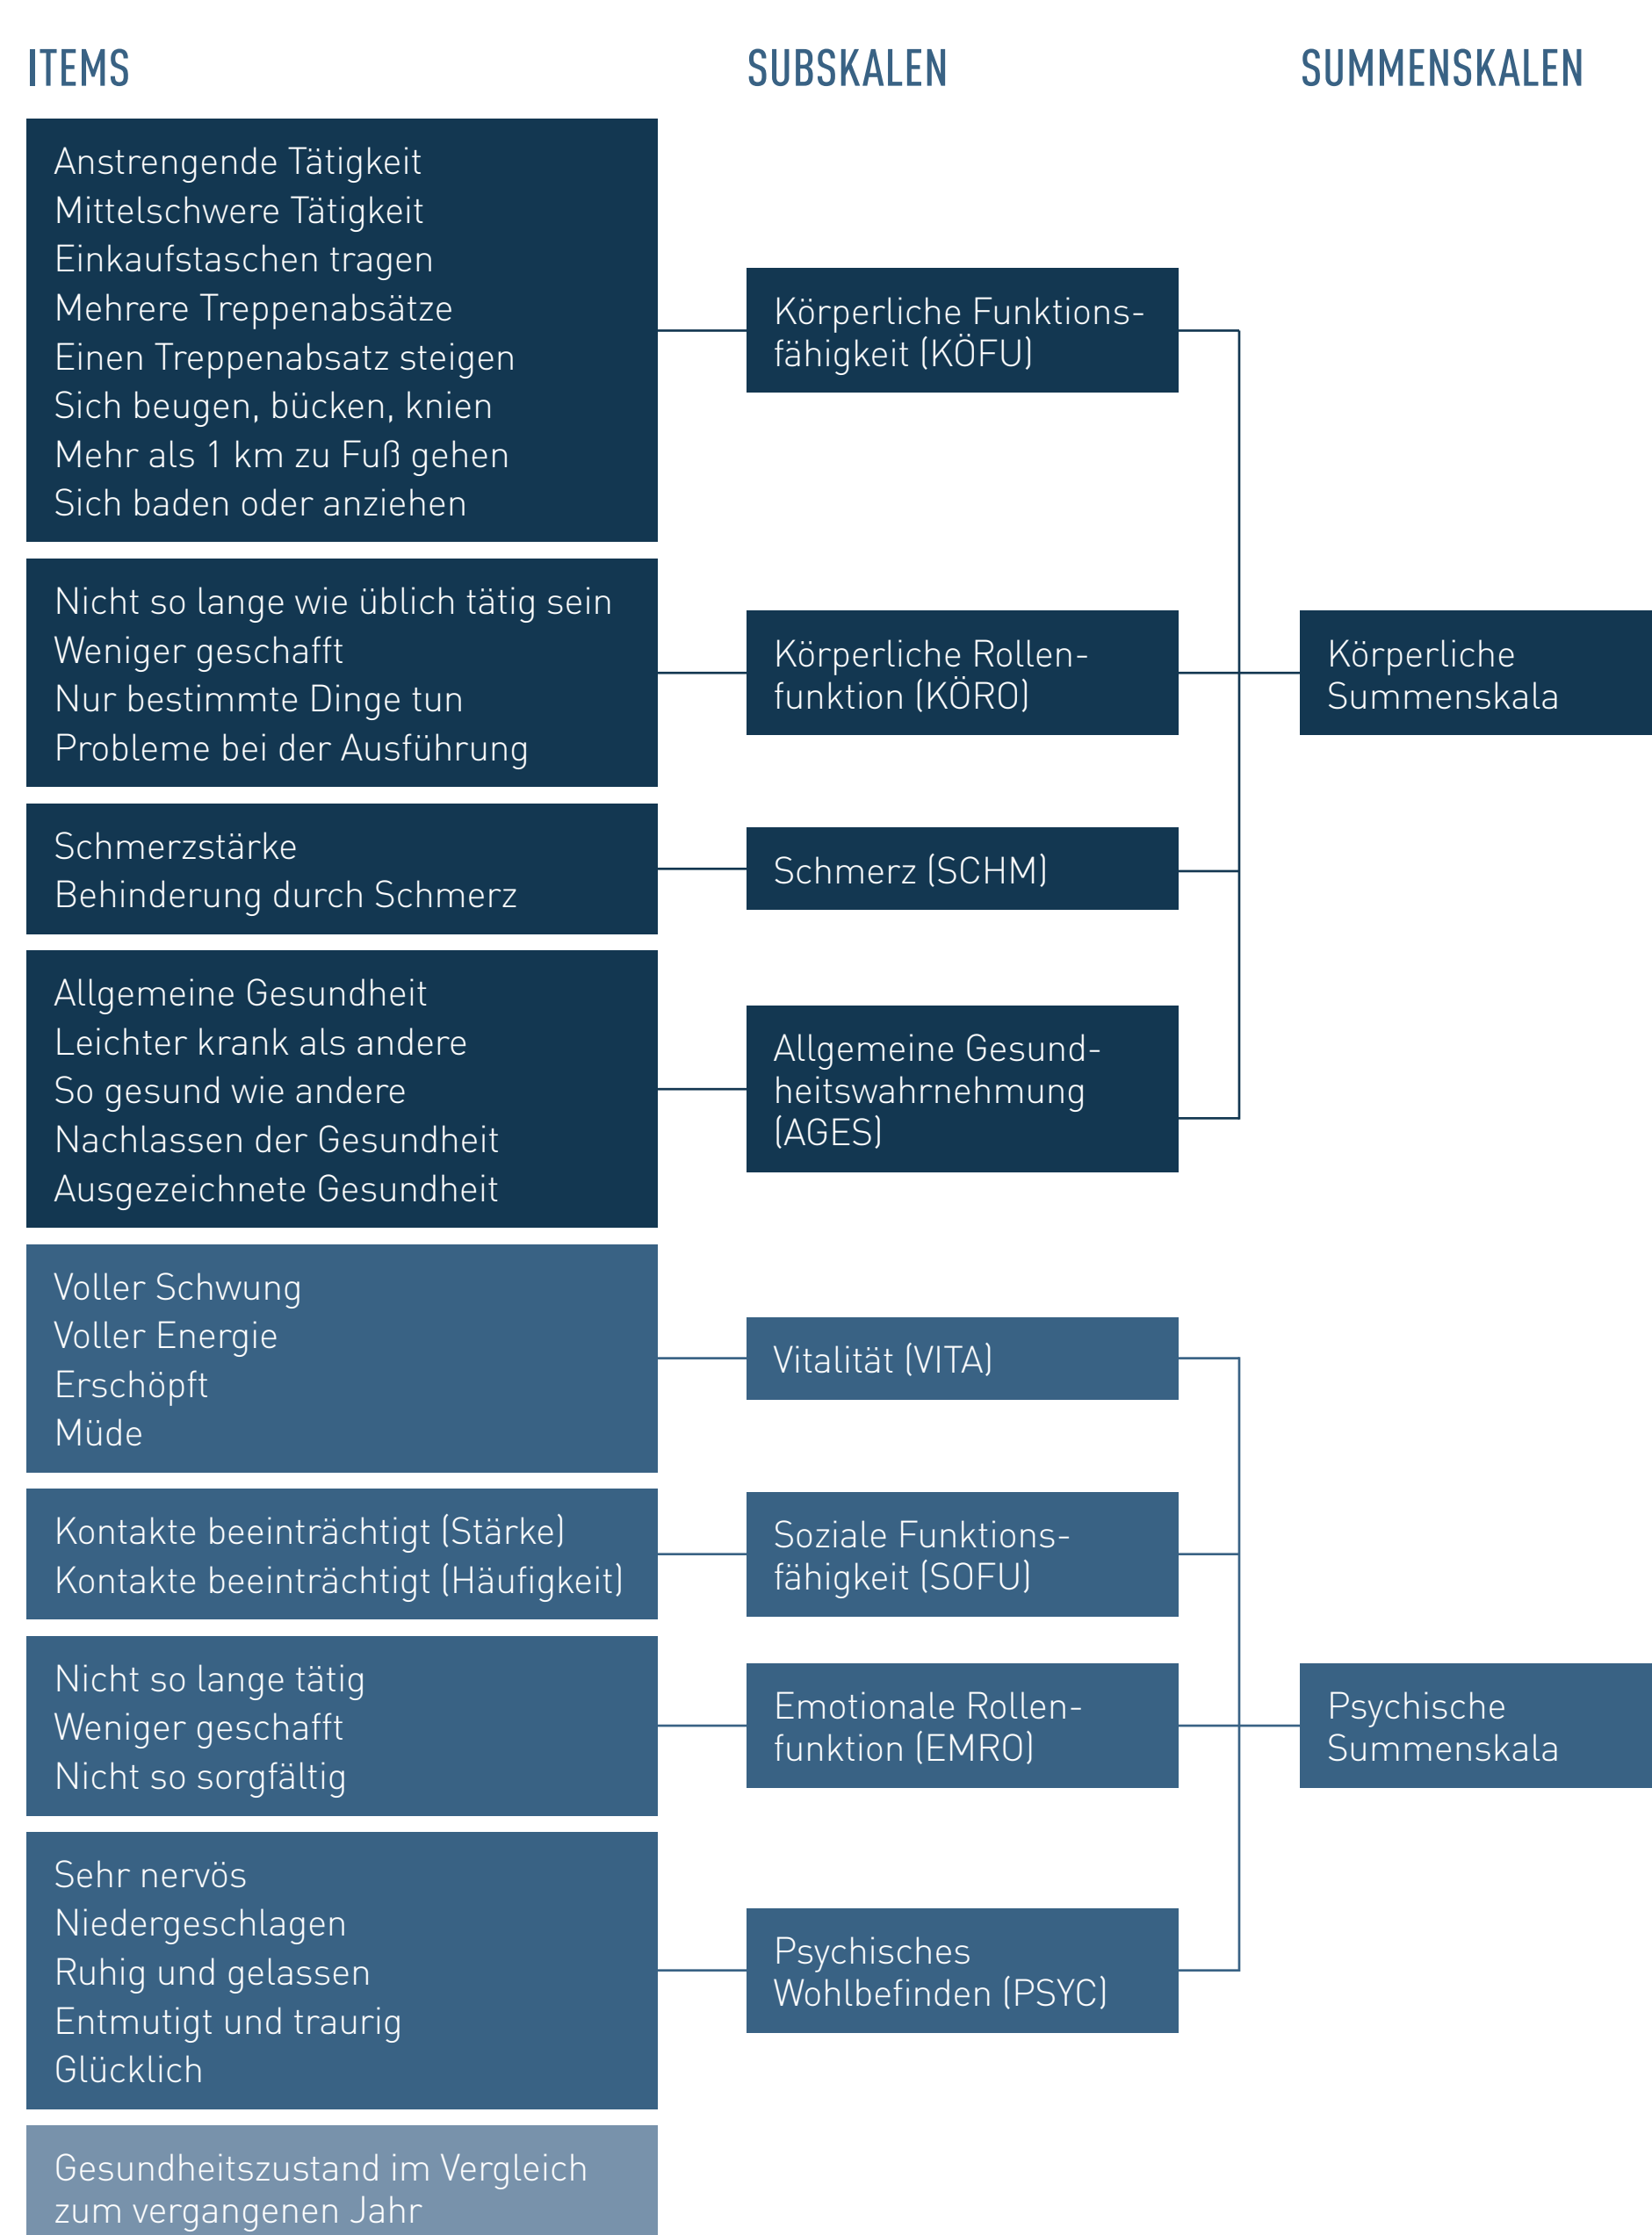 ITEMS
SUBSKALEN
SUMMENSKALEN
Anstrengende Tätigkeit
Mittelschwere Tätigkeit
Einkaufstaschen tragen
Mehrere Treppenabsätze
Einen Treppenabsatz steigen
Sich beugen, bücken, knien
Mehr als 1 km zu Fuß gehen
Sich baden oder anziehen
Körperliche Funktions-
fähigkeit (KÖFU)
Nicht so lange wie üblich tätig sein
Weniger geschafft
Nur bestimmte Dinge tun
Probleme bei der Ausführung
Körperliche Rollen-
funktion (KÖRO)
Körperliche
Summenskala
Schmerzstärke
Behinderung durch Schmerz
Schmerz (SCHM)
Allgemeine Gesundheit
Leichter krank als andere
So gesund wie andere
Nachlassen der Gesundheit
Ausgezeichnete Gesundheit
Allgemeine Gesund-
heitswahrnehmung
(AGES)
Voller Schwung
Voller Energie
Erschöpft
Müde
Vitalität (VITA)
Kontakte beeinträchtigt (Stärke)
Kontakte beeinträchtigt (Häufigkeit)
Soziale Funktions-
fähigkeit (SOFU)
Nicht so lange tätig
Weniger geschafft
Nicht so sorgfältig
Emotionale Rollen-
funktion (EMRO)
Psychische
Summenskala
Sehr nervös
Niedergeschlagen
Ruhig und gelassen
Entmutigt und traurig
Glücklich
Psychisches
Wohlbefinden (PSYC)
Gesundheitszustand im Vergleich
zum vergangenen Jahr